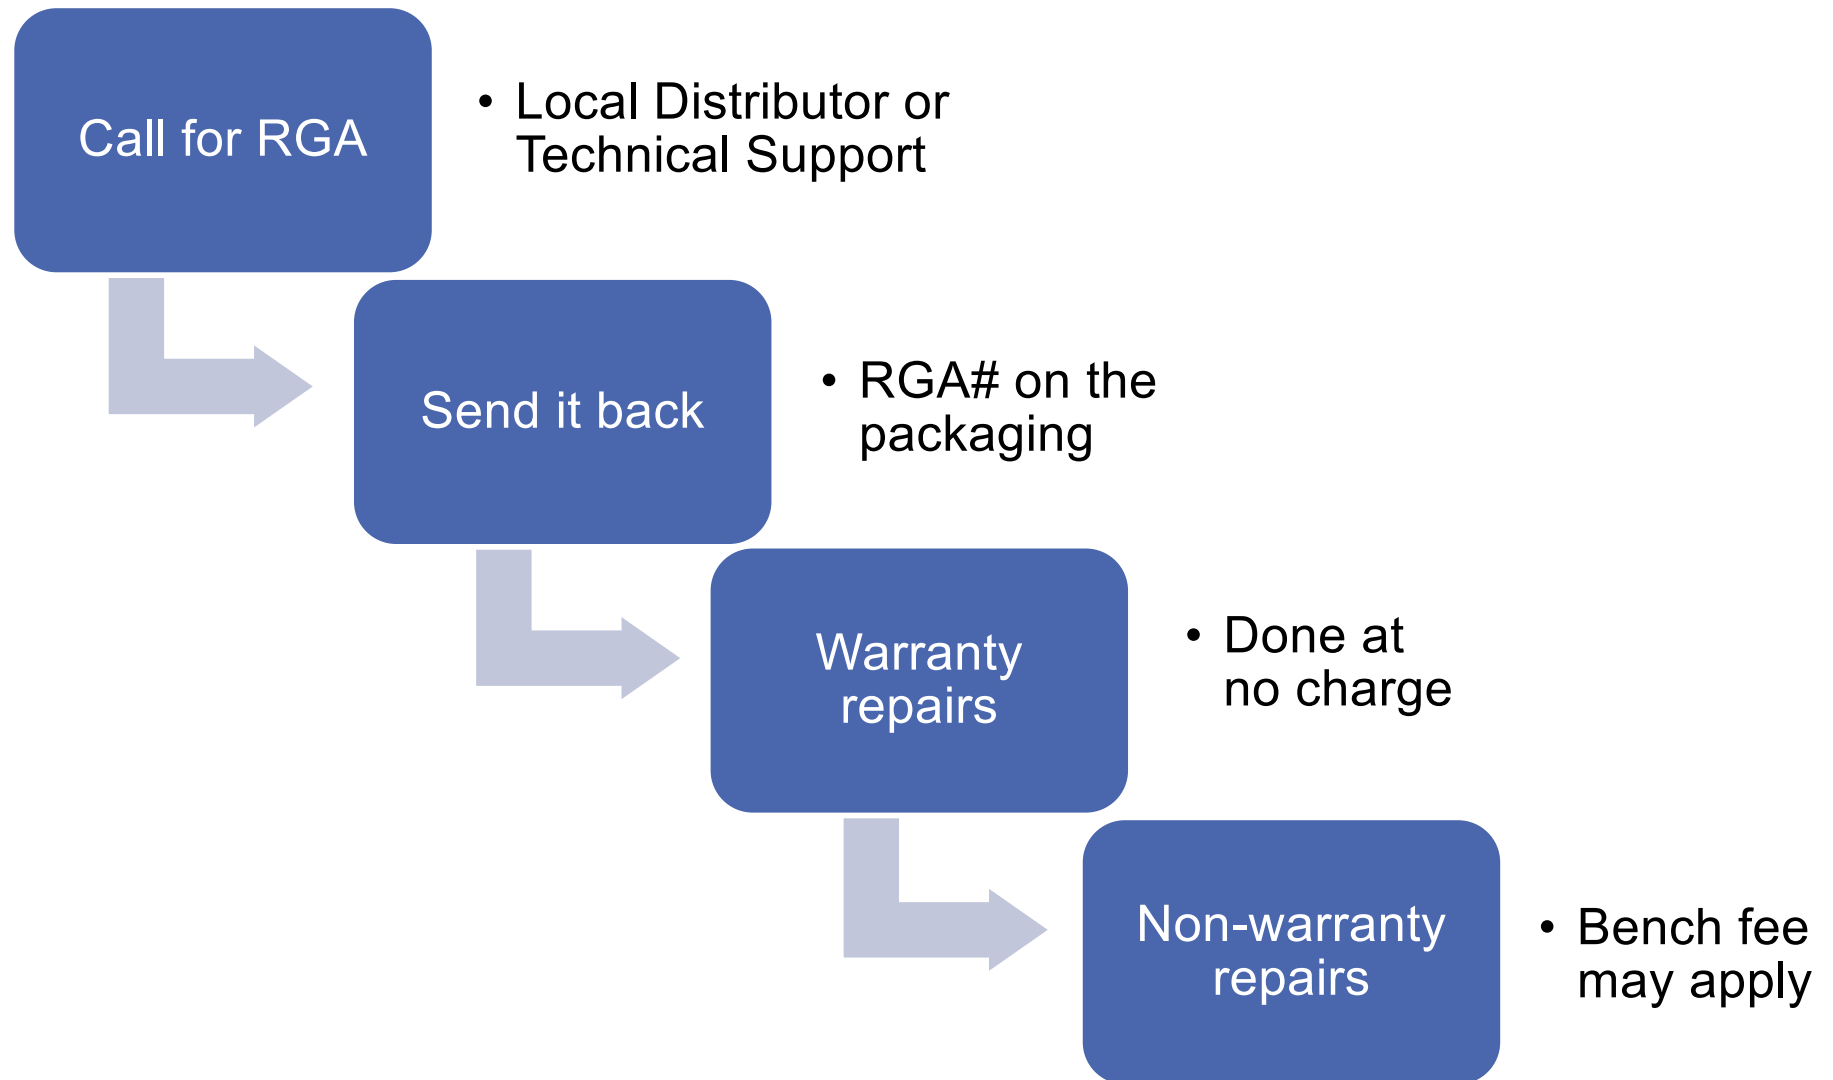 Call for RGA
• Local Distributor or
Technical Support
Send it back
• RGA# on the
packaging
Warranty
repairs
• Done at
no charge
Non-warranty
repairs
• Bench fee
may apply